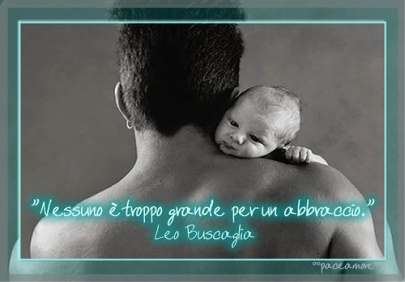 "Nessuno è troppo grande per un abbraccio."
Leo Buscaglia
°°paceamore